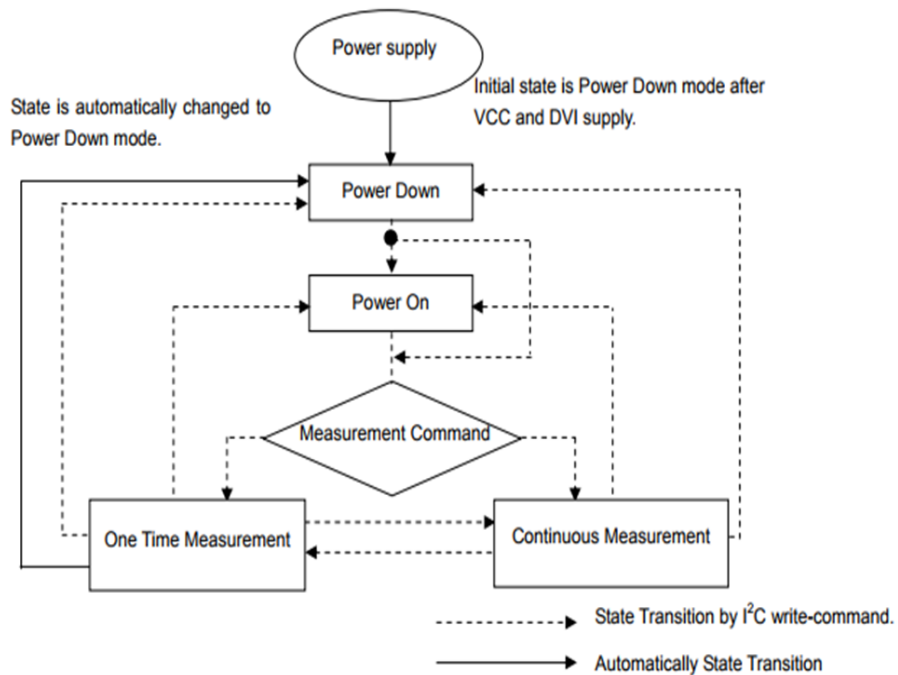 Power supply
Initial state is Power Down mode after
VCC and DVI supply.
State is automatically changed to
Power Down mode.
Power Down
Power On
Measurement Command
One Time Measurement
Continuous Measurement
State Transition by I²C write-command.
Automatically State Transition